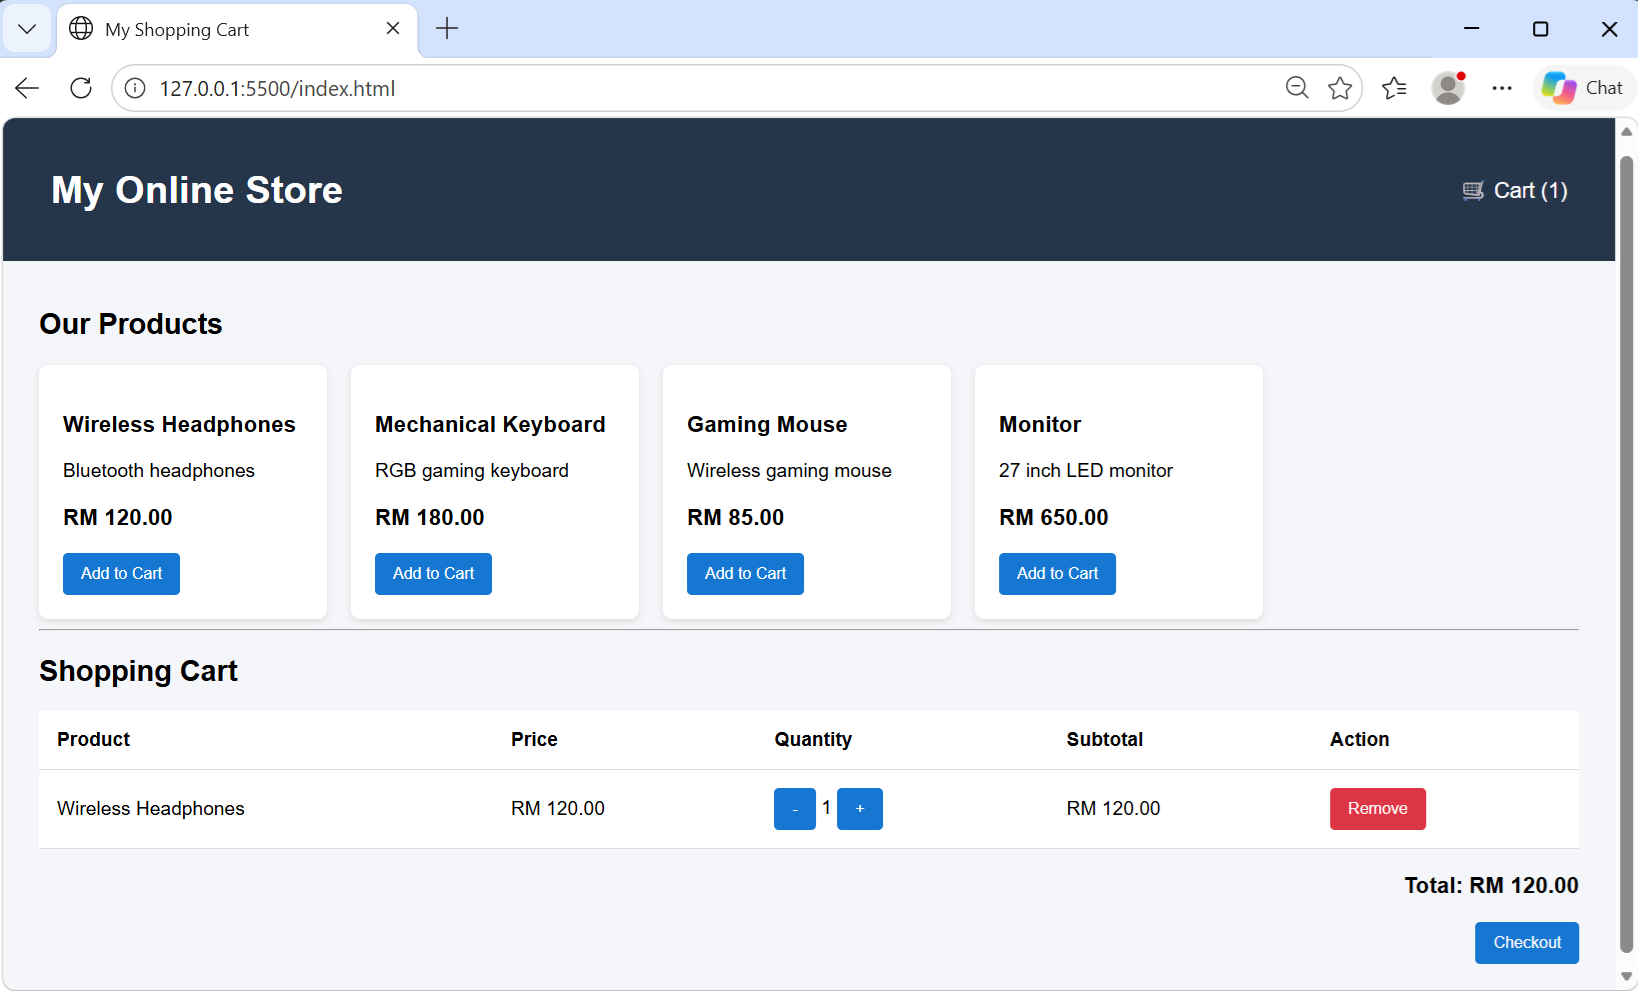 My Shopping Cart
127.0.0.1:5500/index.html
Chat
My Online Store
Cart (1)
Our Products
Wireless Headphones
Bluetooth headphones
RM 120.00
Add to Cart
Mechanical Keyboard
RGB gaming keyboard
RM 180.00
Add to Cart
Gaming Mouse
Wireless gaming mouse
RM 85.00
Add to Cart
Monitor
27 inch LED monitor
RM 650.00
Add to Cart
Shopping Cart
Product Price Quantity Subtotal Action
Wireless Headphones RM 120.00 - 1 + RM 120.00 Remove
Total: RM 120.00
Checkout